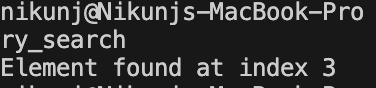 nikunj@Nikunjs-MacBook-Pro
ry_search
Element found at index 3